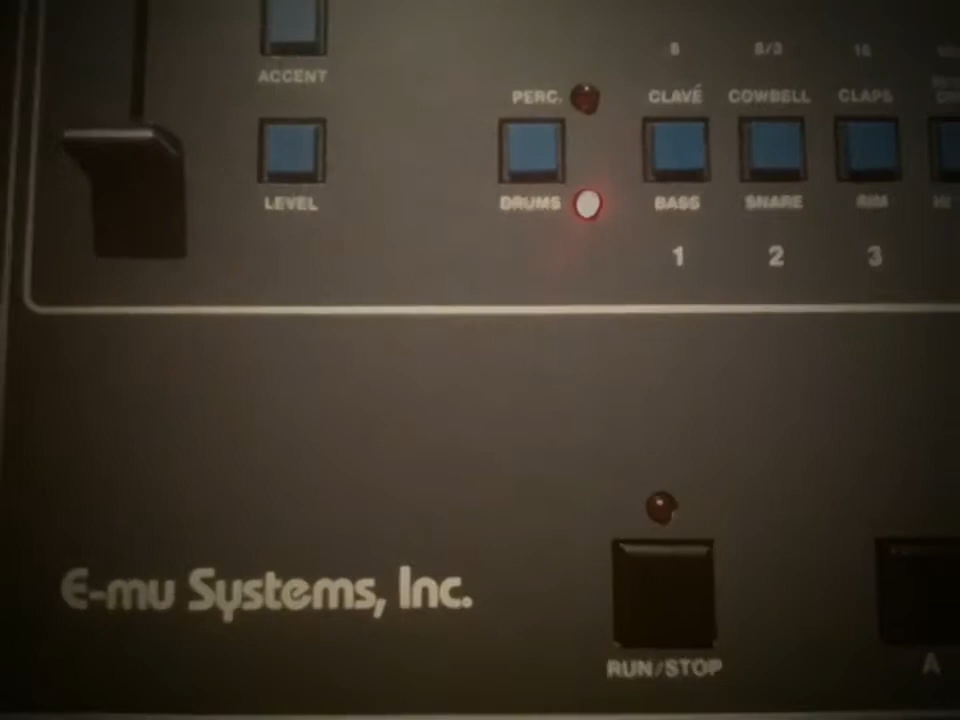 8 8/3 16
ACCENT PERC. CLAVÉ COWBELL CLAPS
LEVEL DRUMS BASS SNARE RIM
1 2 3
E-mu Systems, Inc.
RUN/STOP A